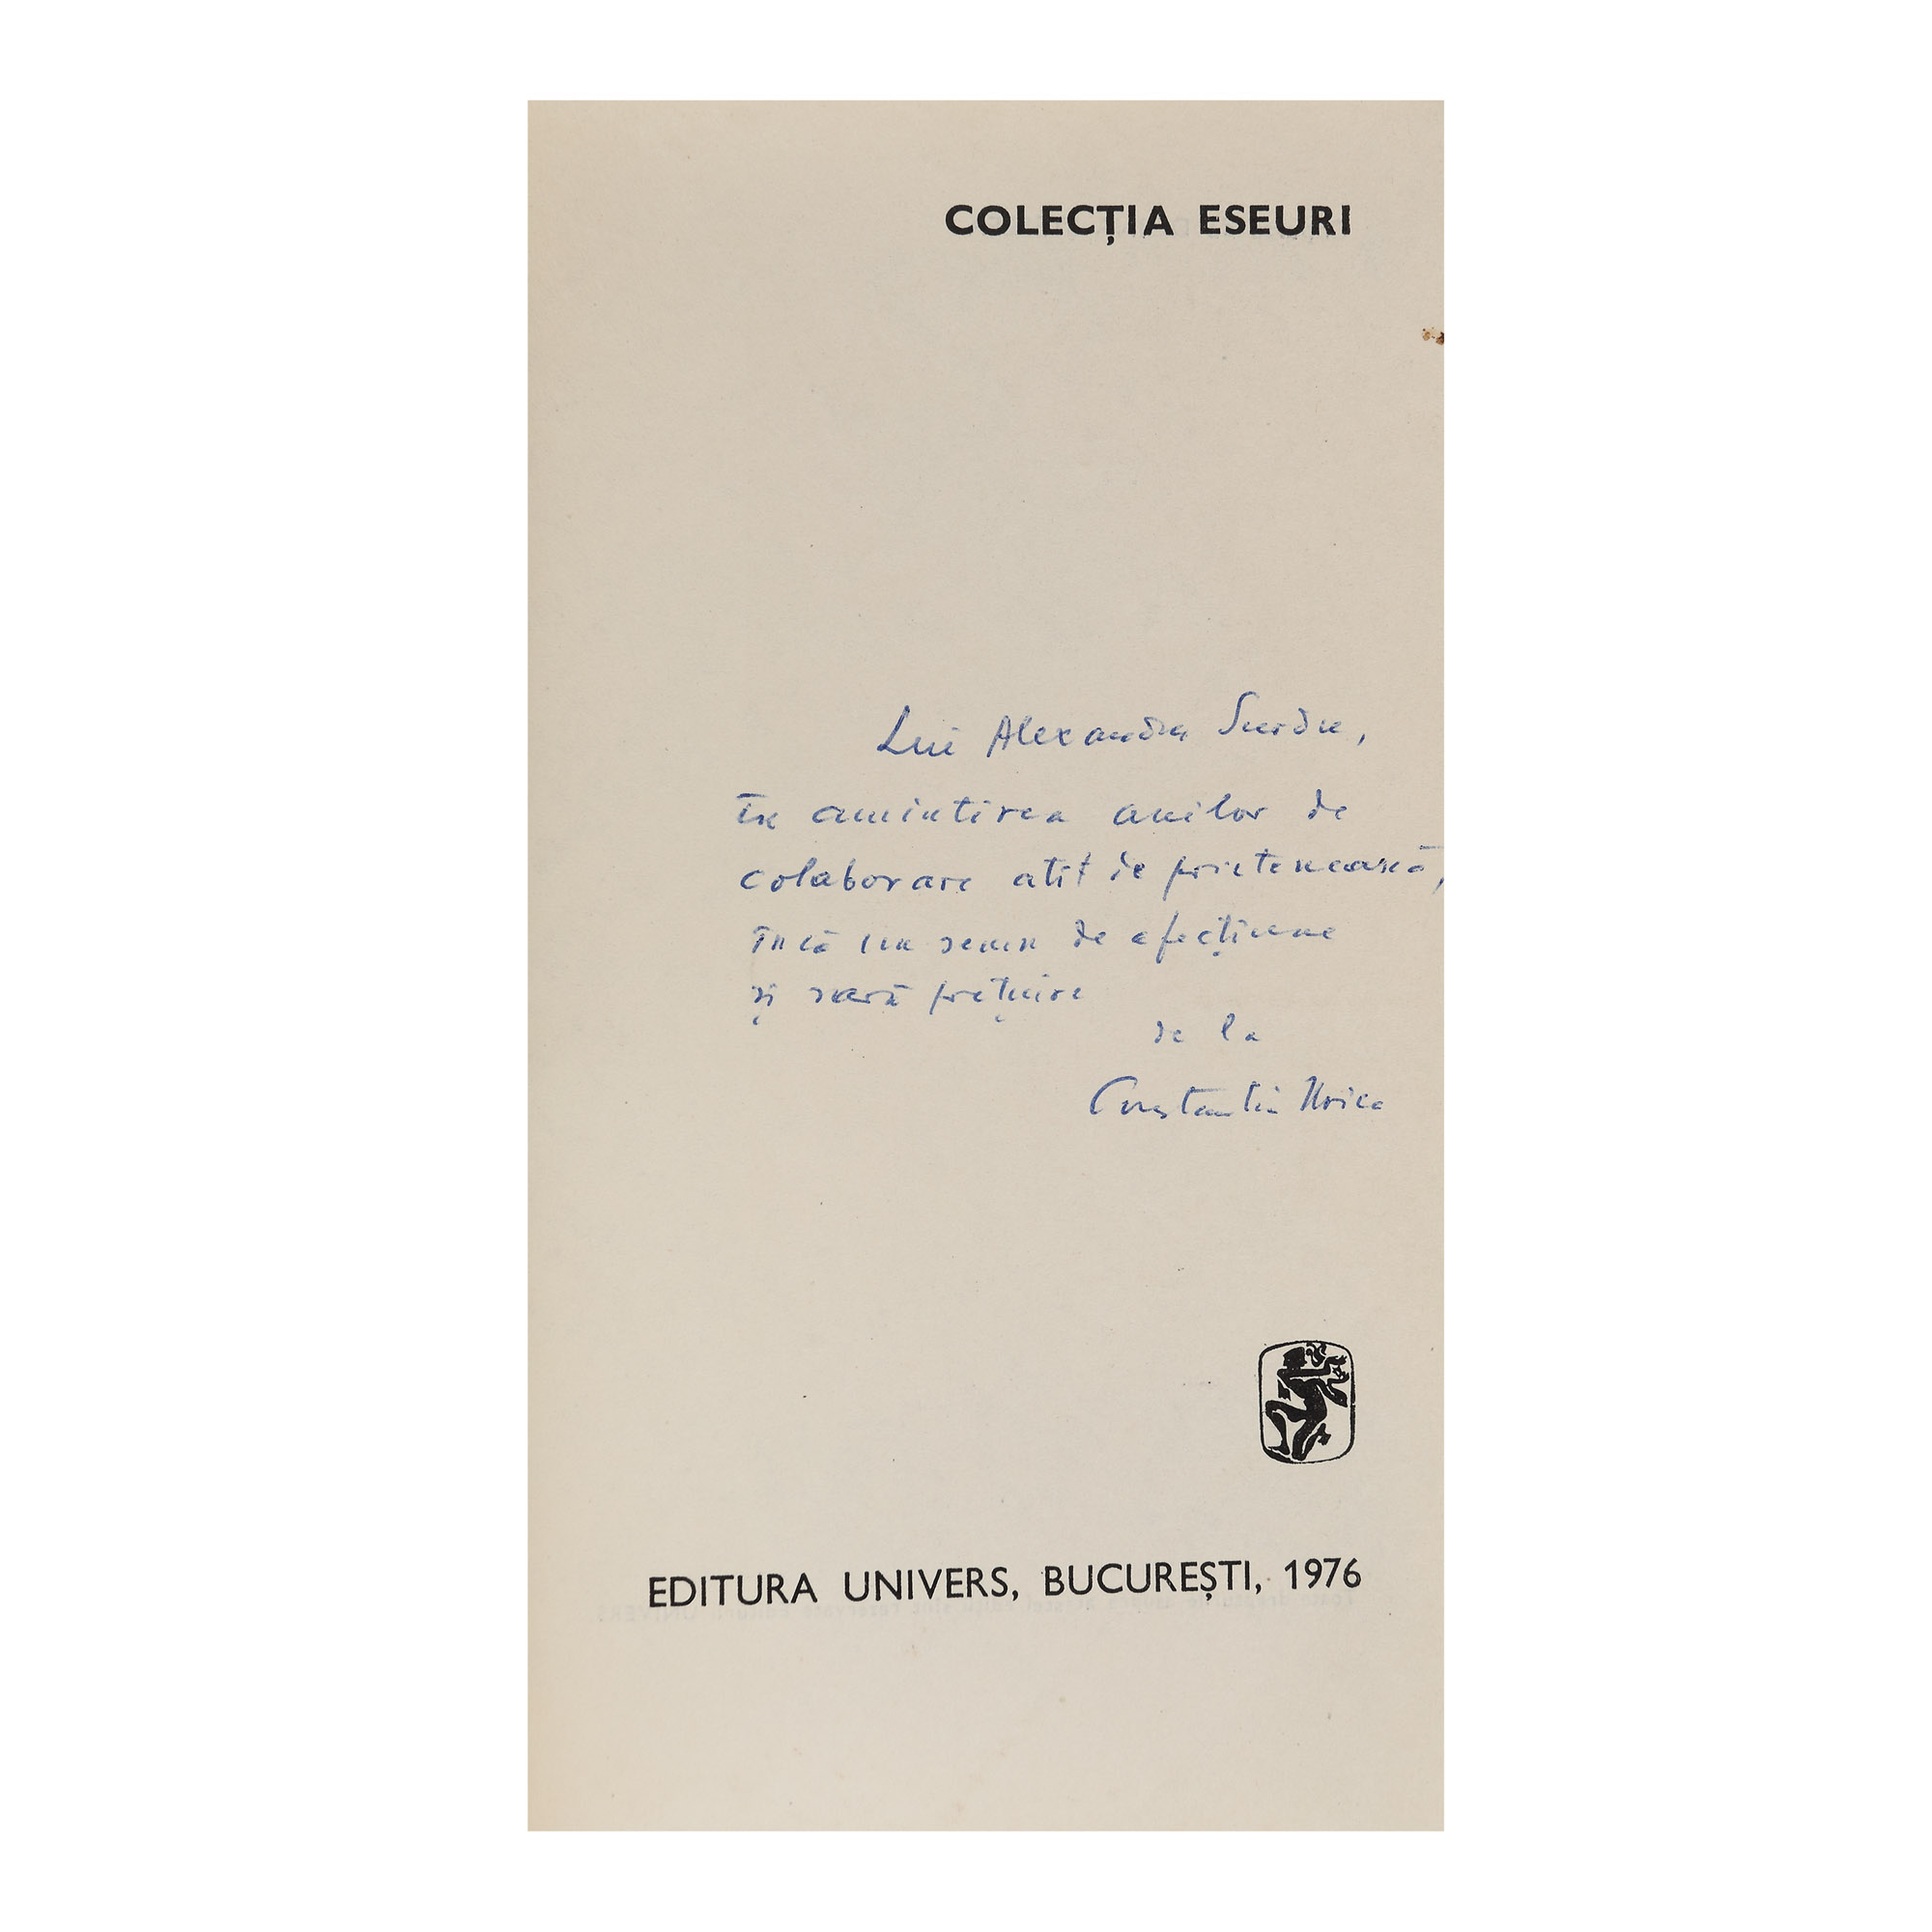 COLECȚIA ESEURI
Lui Alexandru Surdu,
în amintirea anilor de
colaborare atît de prietenească,
încă un semn de afecțiune
și rară prețuire
de la
Constantin Noica
EDITURA UNIVERS, BUCUREȘTI, 1976